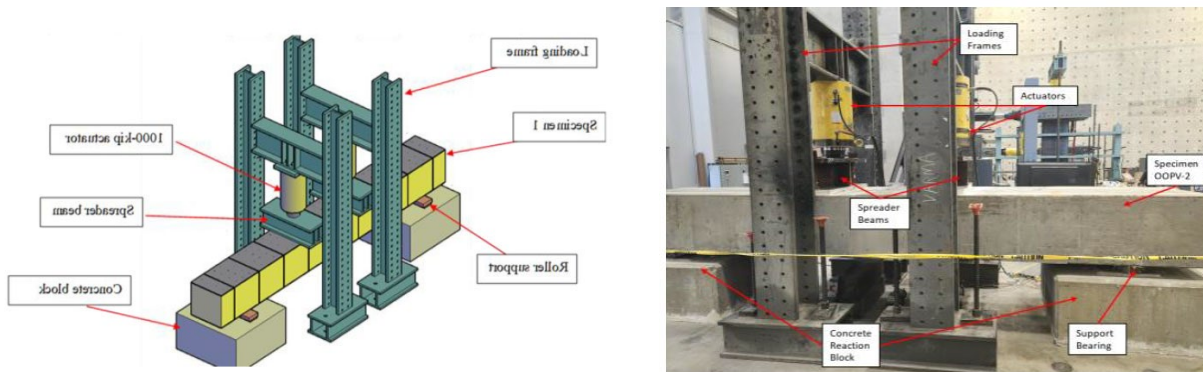 Loading frame
Specimen 1
1000-kip actuator
Spreader beam
Roller support
Concrete block
Loading
Frames
Actuators
Specimen
OOPV-2
Spreader
Beams
Concrete
Reaction
Block
Support
Bearing